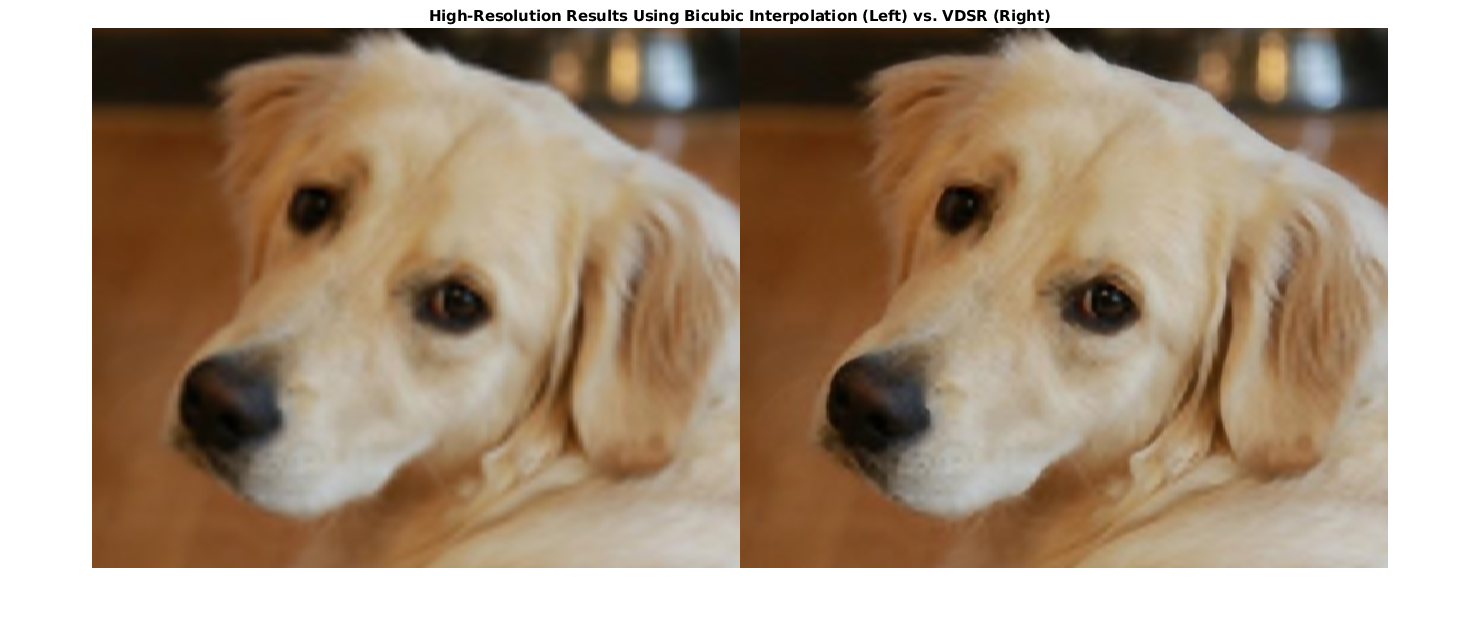 High-Resolution Results Using Bicubic Interpolation (Left) vs. VDSR (Right)